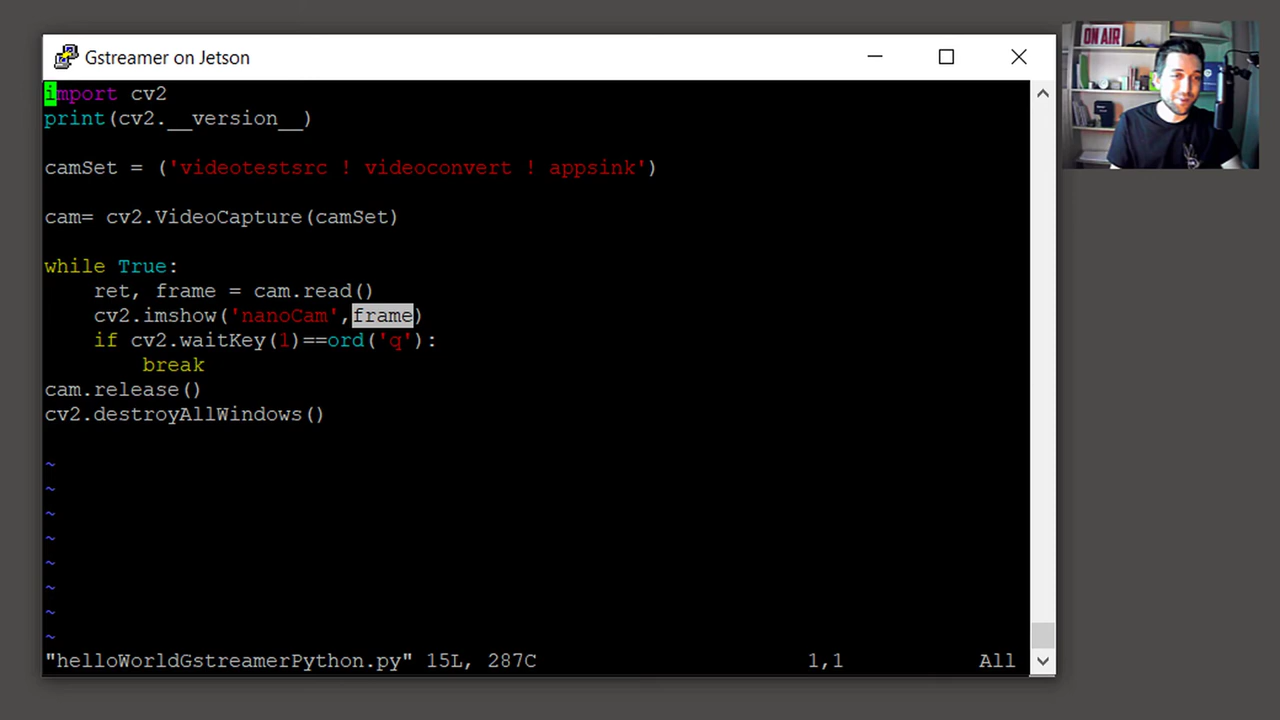 Gstreamer on Jetson
ON AIR
import cv2
print(cv2.__version__)
camSet = ('videotestsrc ! videoconvert ! appsink')
cam= cv2.VideoCapture(camSet)
while True:
    ret, frame = cam.read()
    cv2.imshow('nanoCam',frame)
    if cv2.waitKey(1)==ord('q'):
        break
cam.release()
cv2.destroyAllWindows()
~
~
~
~
~
~
~
~
"helloWorldGstreamerPython.py" 15L, 287C 1,1 All